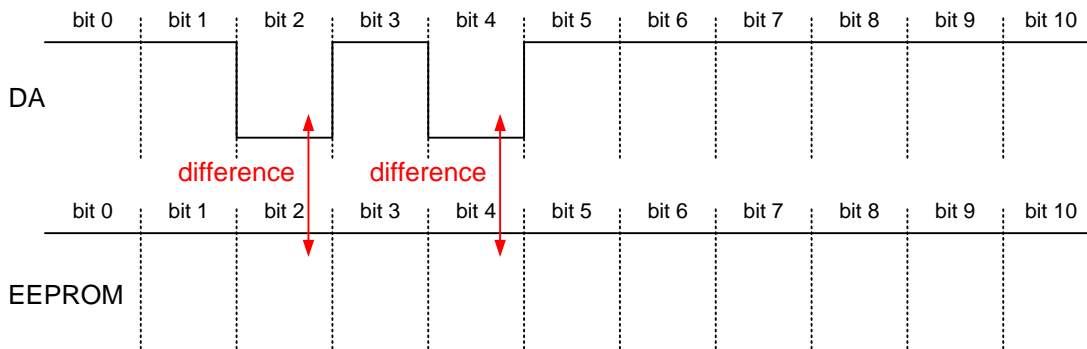 bit 0 bit 1 bit 2 bit 3 bit 4 bit 5 bit 6 bit 7 bit 8 bit 9 bit 10
DA
difference difference
bit 0 bit 1 bit 2 bit 3 bit 4 bit 5 bit 6 bit 7 bit 8 bit 9 bit 10
EEPROM